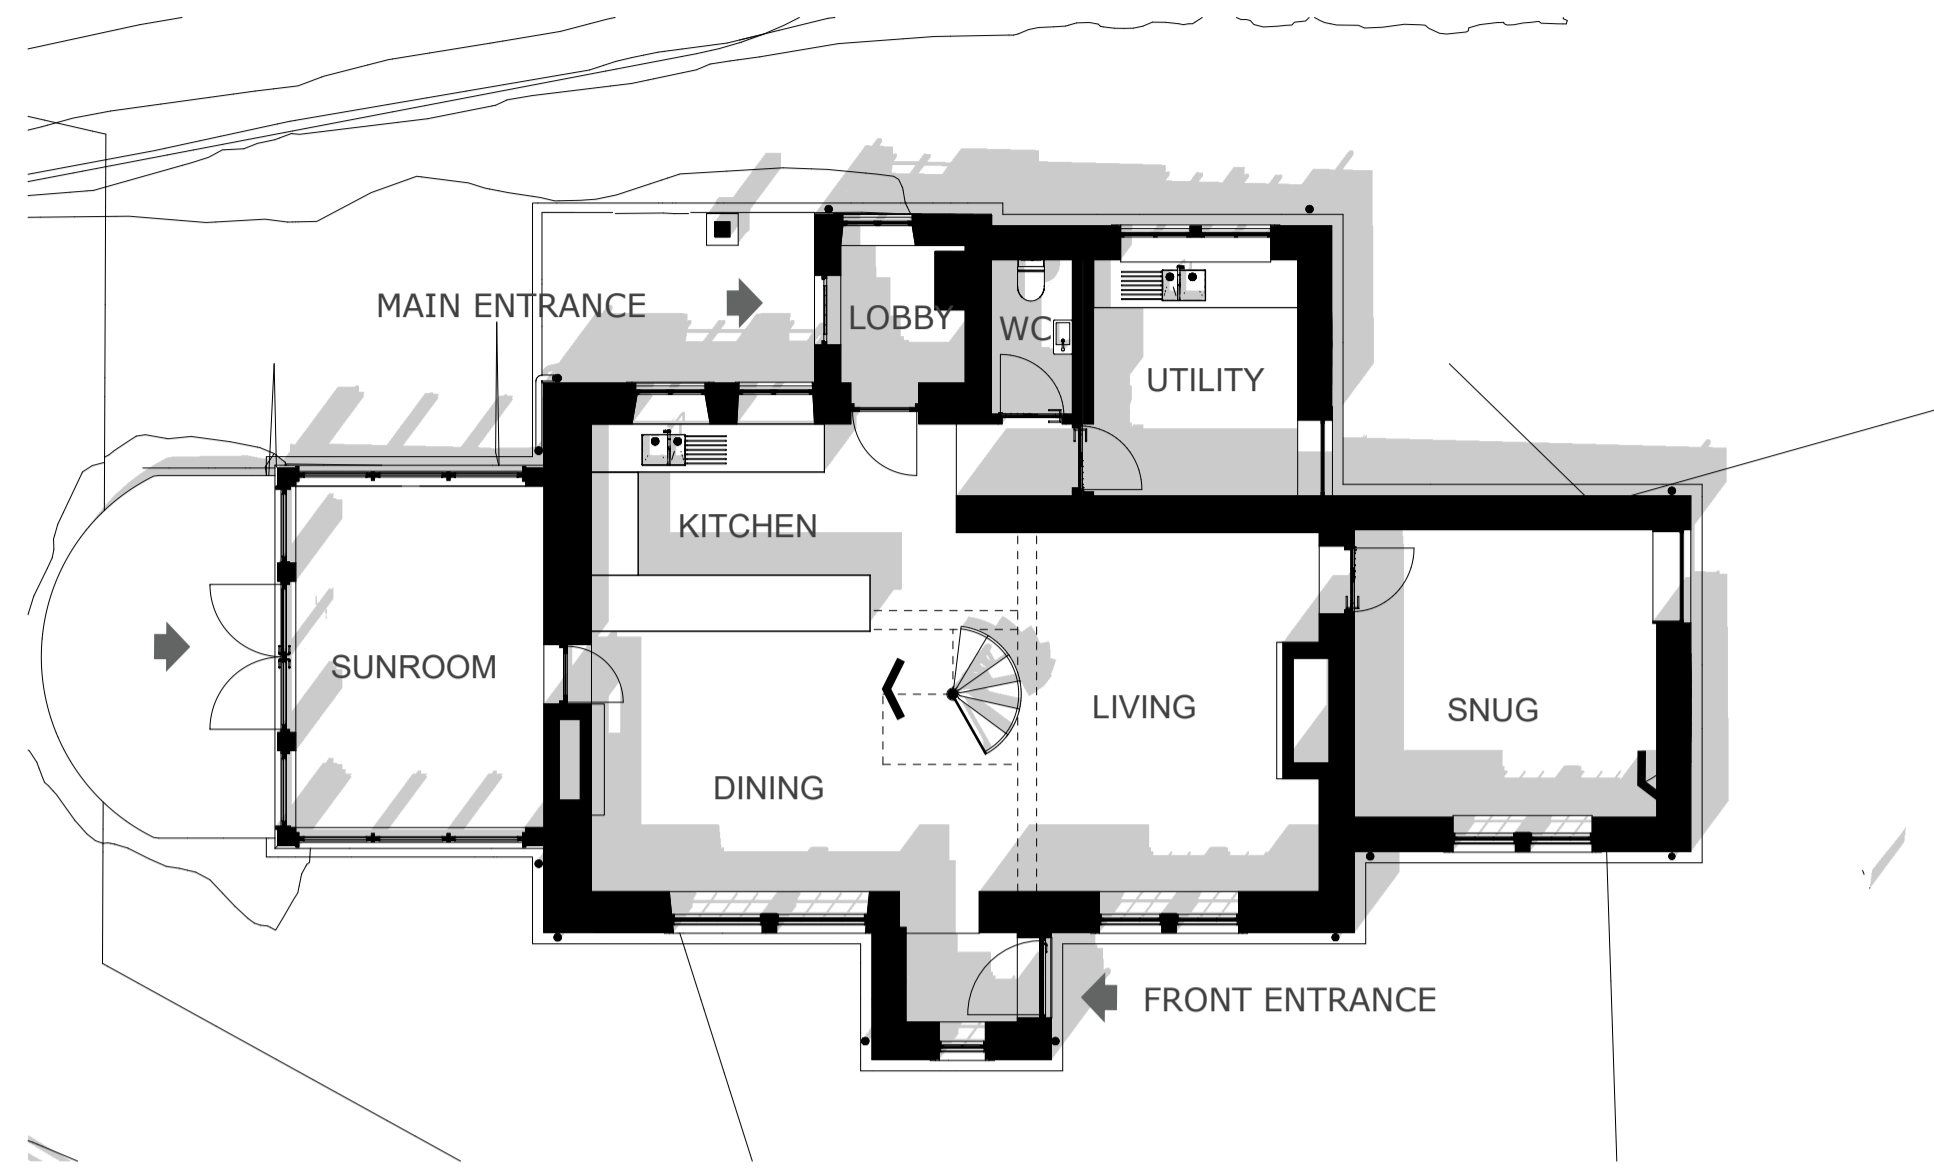 MAIN ENTRANCE
LOBBY
WC
UTILITY
KITCHEN
SUNROOM
LIVING
SNUG
DINING
FRONT ENTRANCE